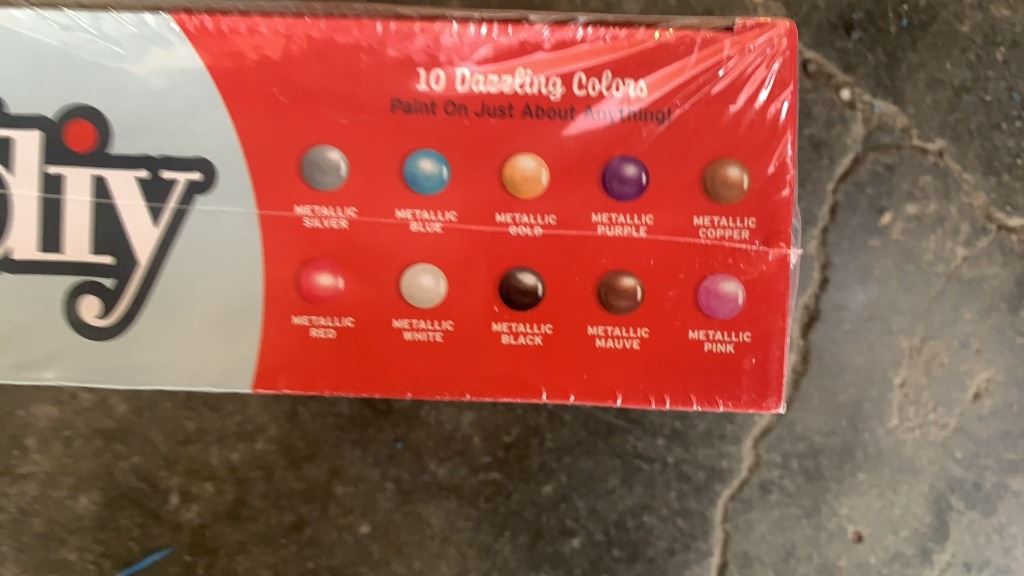 diy
10 Dazzling Colors
Paint On Just About Anything!
METALLIC SILVER
METALLIC BLUE
METALLIC GOLD
METALLIC PURPLE
METALLIC COPPER
METALLIC RED
METALLIC WHITE
METALLIC BLACK
METALLIC MAUVE
METALLIC PINK